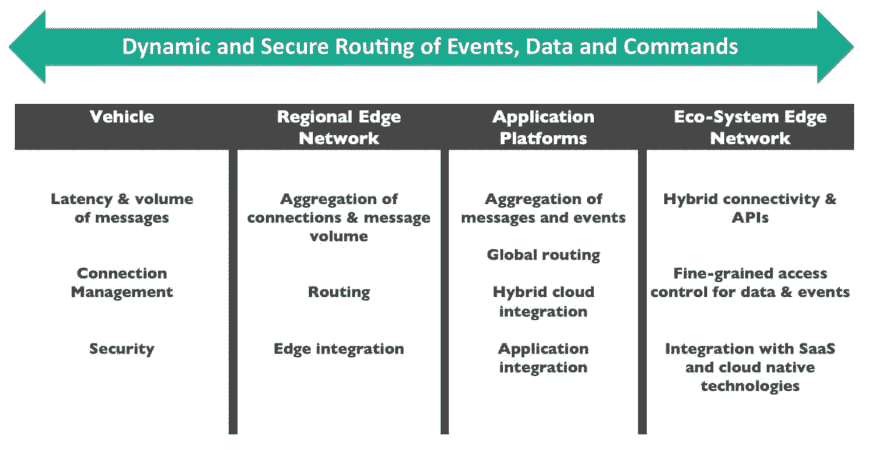 Dynamic and Secure Routing of Events, Data and Commands
Vehicle
Latency & volume
of messages
Connection
Management
Security
Regional Edge
Network
Aggregation of
connections & message
volume
Routing
Edge integration
Application
Platforms
Aggregation of
messages and events
Global routing
Hybrid cloud
integration
Application
integration
Eco-System Edge
Network
Hybrid connectivity &
APIs
Fine-grained access
control for data & events
Integration with SaaS
and cloud native
technologies